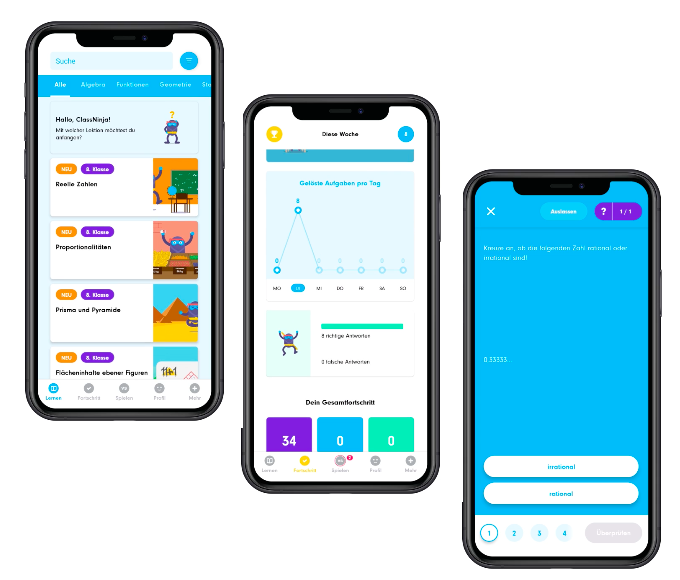 Suche
Alle Algebra Funktionen Geometrie
Hallo, ClassNinja!
Mit welcher Lektion möchtest du
anfangen?
NEU 8. Klasse
Reelle Zahlen
NEU 8. Klasse
Proportionalitäten
NEU 8. Klasse
Prisma und Pyramide
NEU 8. Klasse
Flächeninhalte ebener Figuren
Lernen Fortschritt Spielen Profil Mehr
Diese Woche
8
Gelöste Aufgaben pro Tag
8
0 0 0 0 0 0
MO DI MI DO FR SA SO
8 richtige Antworten
0 falsche Antworten
Dein Gesamtfortschritt
34 0 0
Lernen Fortschritt Spielen Profil Mehr
Auslassen ? 1 / 1
Kreuze an, ob die folgenden Zahl rational oder
irrational sind!
0.33333...
irrational
rational
1 2 3 4 Überprüfen